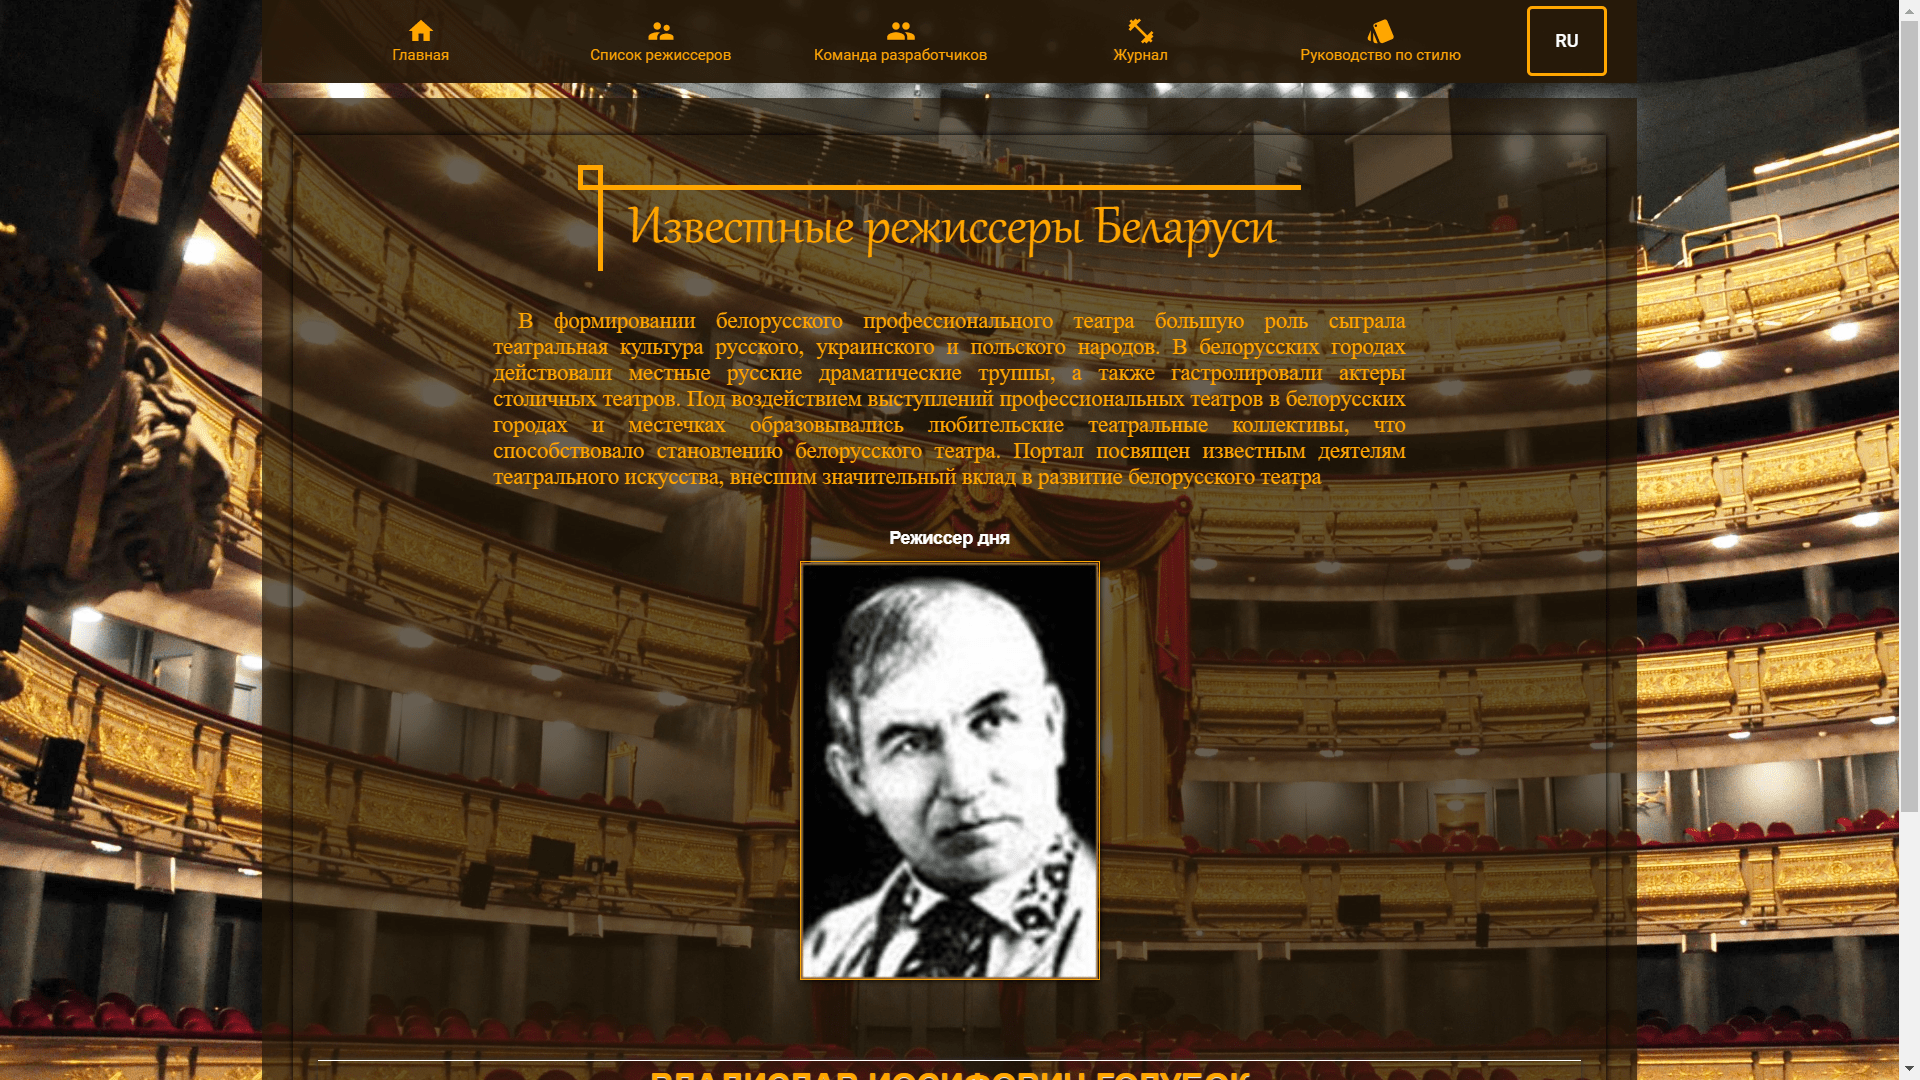 Главная
Список режиссеров
Команда разработчиков
Журнал
Руководство по стилю
RU
Известные режиссеры Беларуси
В формировании белорусского профессионального театра большую роль сыграла
театральная культура русского, украинского и польского народов. В белорусских городах
действовали местные русские драматические труппы, а также гастролировали актеры
столичных театров. Под воздействием выступлений профессиональных театров в белорусских
городах и местечках образовывались любительские театральные коллективы, что
способствовало становлению белорусского театра. Портал посвящен известным деятелям
театрального искусства, внесшим значительный вклад в развитие белорусского театра
Режиссер дня
ВЛАДИСЛАВ ИОСИФОВИЧ ГОЛУБОК